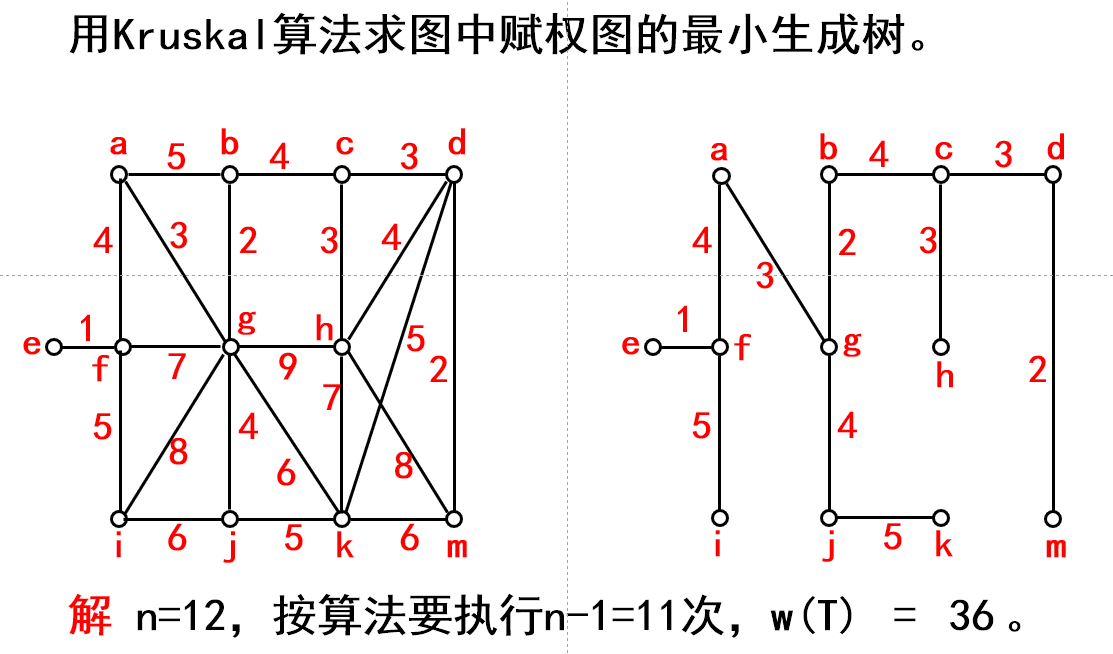 用Kruskal算法求图中赋权图的最小生成树。
a 5 b 4 c 3 d
4 3 2 3 4
e 1 f 7 g 9 h 5 2
5 8 4 6 7 8
i 6 j 5 k 6 m
a b 4 c 3 d
4 3 2 3
e 1 f g h 2
5 4
i j 5 k m
解 n=12，按算法要执行n-1=11次，w(T) = 36。